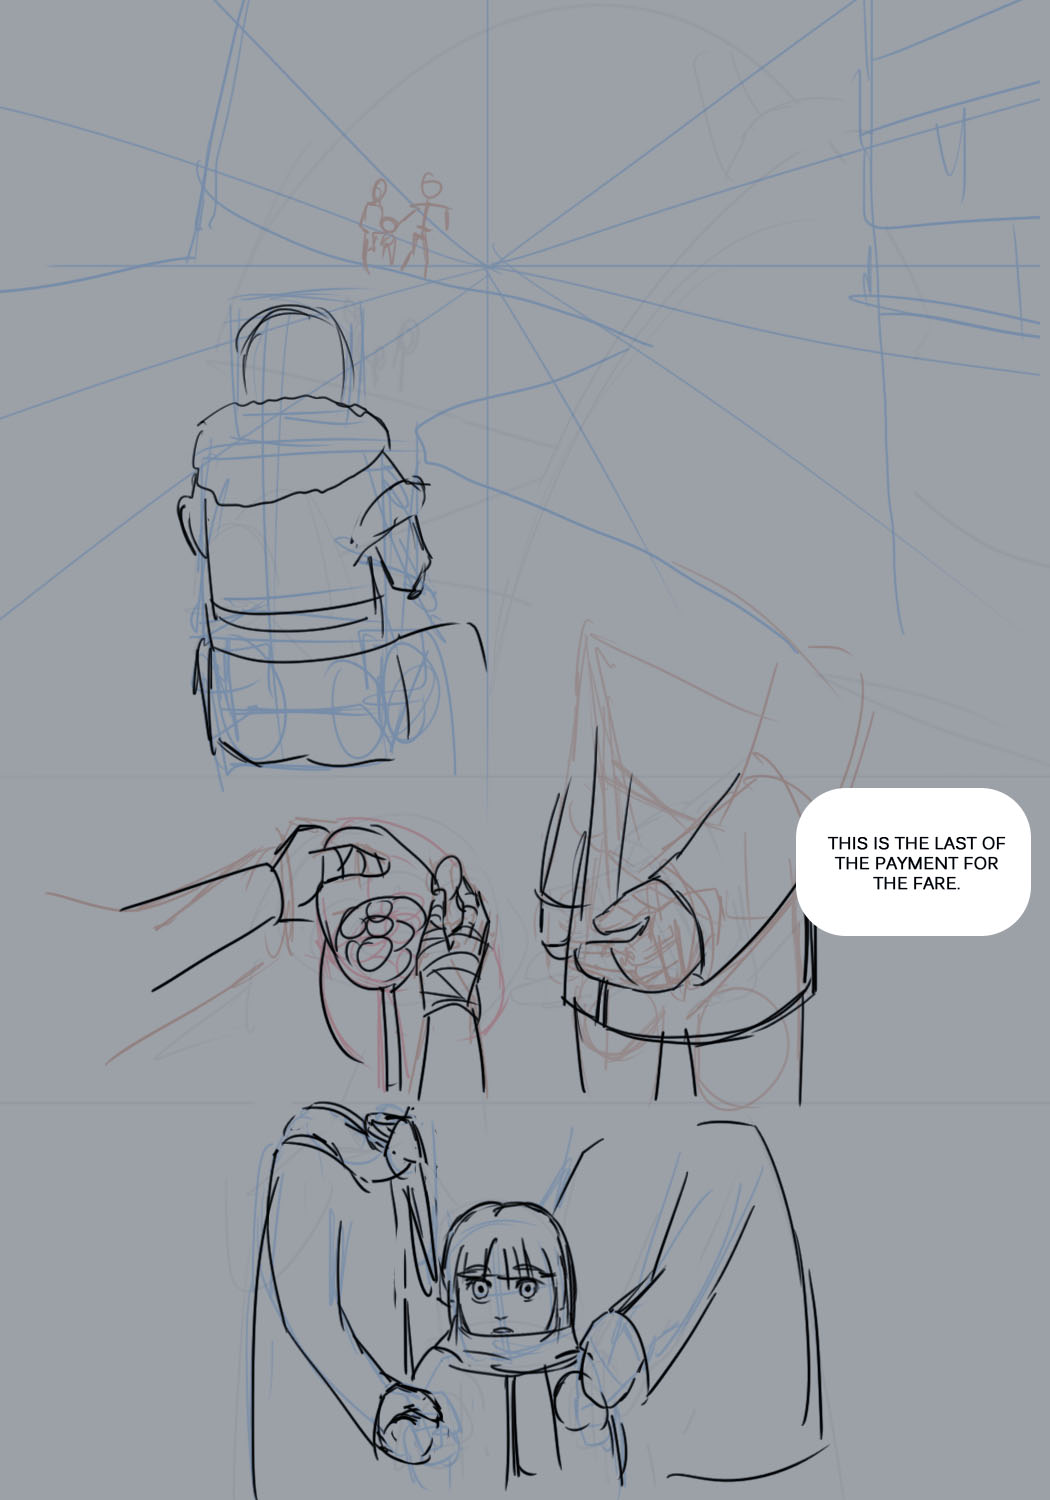 THIS IS THE LAST OF
THE PAYMENT FOR
THE FARE.